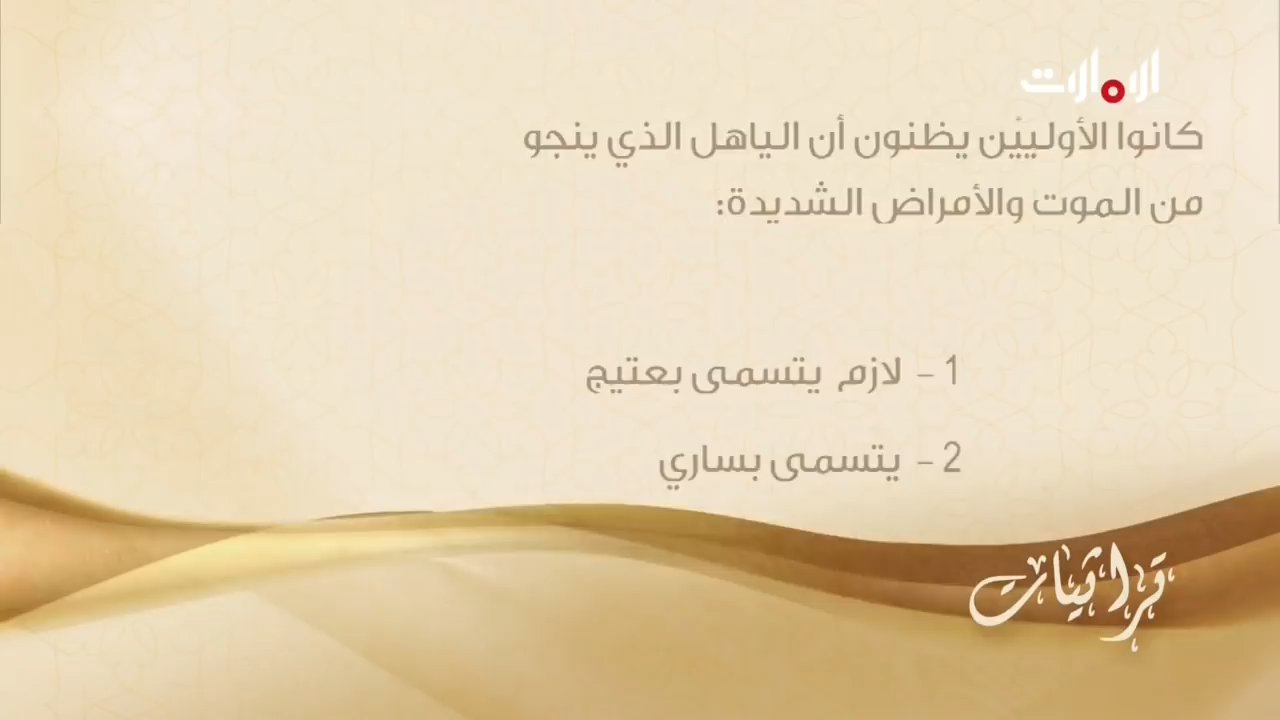 الإمارات
كانوا الأولييّن يظنون أن الياهل الذي ينجو
من الموت والأمراض الشديدة:
1 - لازم يتسمى بعتيج
2 - يتسمى بساري
تراثيات